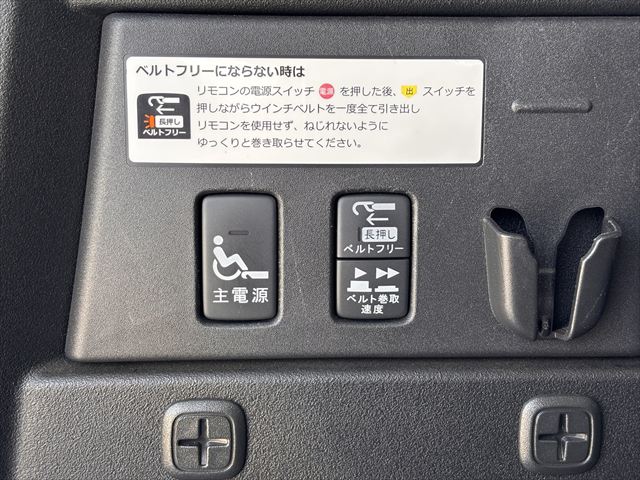 ベルトフリーにならない時は
リモコンの電源スイッチ 電源 を押した後、 出 スイッチを
押しながらウインチベルトを一度全て引き出し
リモコンを使用せず、ねじれないように
ゆっくりと巻き取らせてください。
長押し
ベルトフリー
主電源
長押し
ベルトフリー
ベルト巻取
速度